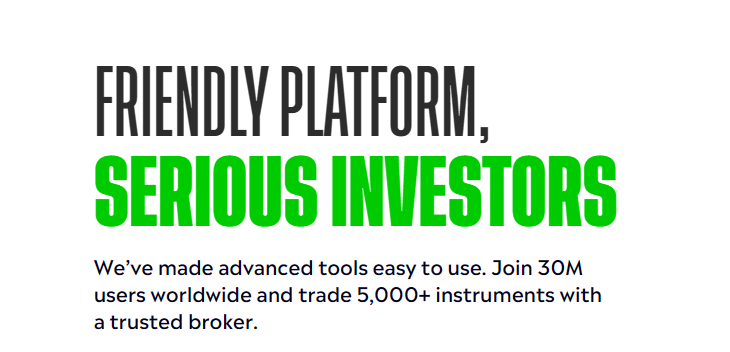 FRIENDLY PLATFORM,
SERIOUS INVESTORS
We’ve made advanced tools easy to use. Join 30M
users worldwide and trade 5,000+ instruments with
a trusted broker.